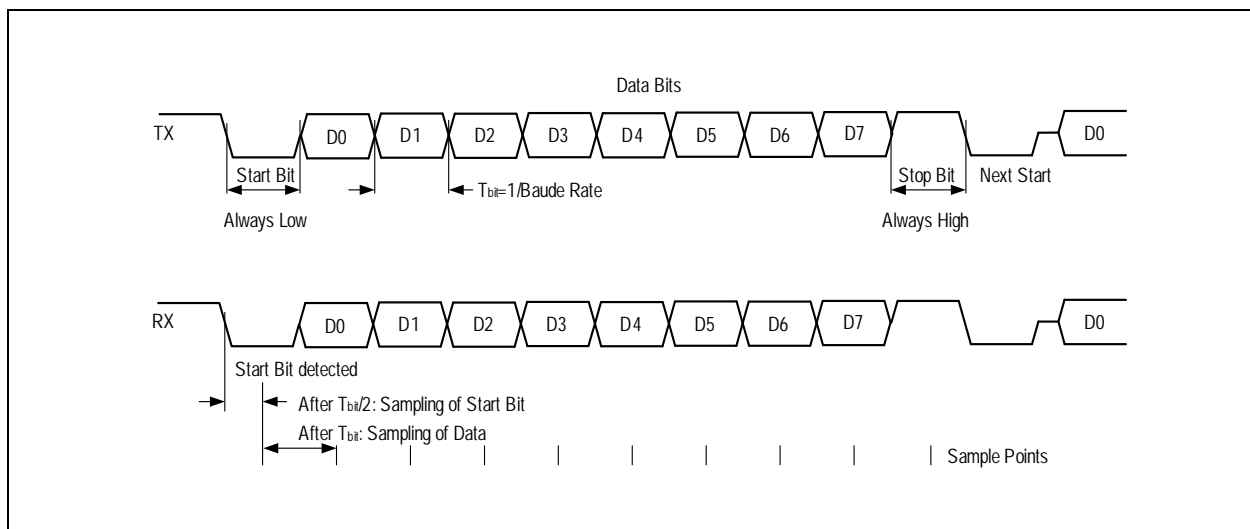 Data Bits
TX D0 D1 D2 D3 D4 D5 D6 D7 D0
Start Bit Stop Bit Next Start
Tbit=1/Baude Rate
Always Low Always High
RX D0 D1 D2 D3 D4 D5 D6 D7 D0
Start Bit detected
After Tbit/2: Sampling of Start Bit
After Tbit: Sampling of Data
Sample Points